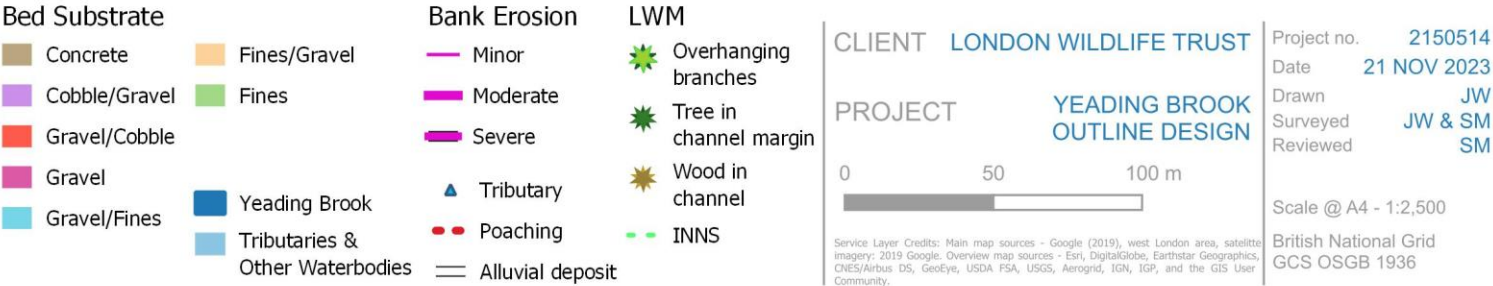 Bed Substrate
Concrete
Cobble/Gravel
Gravel/Cobble
Gravel
Gravel/Fines
Fines/Gravel
Fines
Yeading Brook
Tributaries &
Other Waterbodies
Bank Erosion
Minor
Moderate
Severe
Tributary
Poaching
Alluvial deposit
LWM
Overhanging
branches
Tree in
channel margin
Wood in
channel
INNS
CLIENT LONDON WILDLIFE TRUST
PROJECT YEADING BROOK
OUTLINE DESIGN
0 50 100 m
Service Layer Credits: Main map sources - Google (2019), west London area, satelitte
imagery: 2019 Google. Overview map sources - Esri, DigitalGlobe, Earthstar Geographics,
CNES/Airbus DS, GeoEye, USDA FSA, USGS, Aerogrid, IGN, IGP, and the GIS User
Community.
Project no. 2150514
Date 21 NOV 2023
Drawn JW
Surveyed JW & SM
Reviewed SM
Scale @ A4 - 1:2,500
British National Grid
GCS OSGB 1936